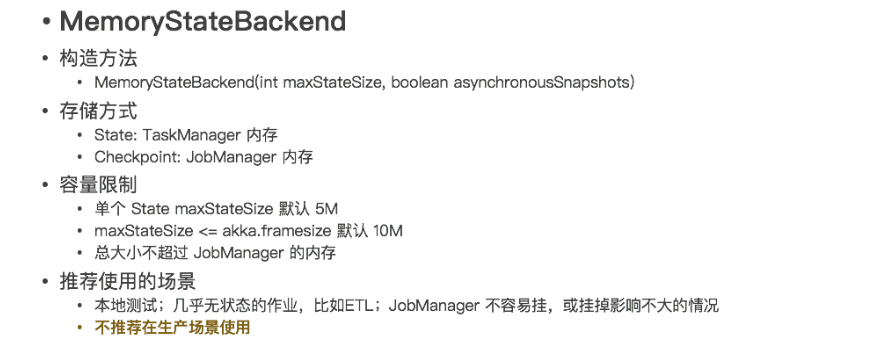 • MemoryStateBackend
• 构造方法
• MemoryStateBackend(int maxStateSize, boolean asynchronousSnapshots)
• 存储方式
• State: TaskManager 内存
• Checkpoint: JobManager 内存
• 容量限制
• 单个 State maxStateSize 默认 5M
• maxStateSize <= akka.framesize 默认 10M
• 总大小不超过 JobManager 的内存
• 推荐使用的场景
• 本地测试；几乎无状态的作业，比如ETL；JobManager 不容易挂，或挂掉影响不大的情况
• 不推荐在生产场景使用